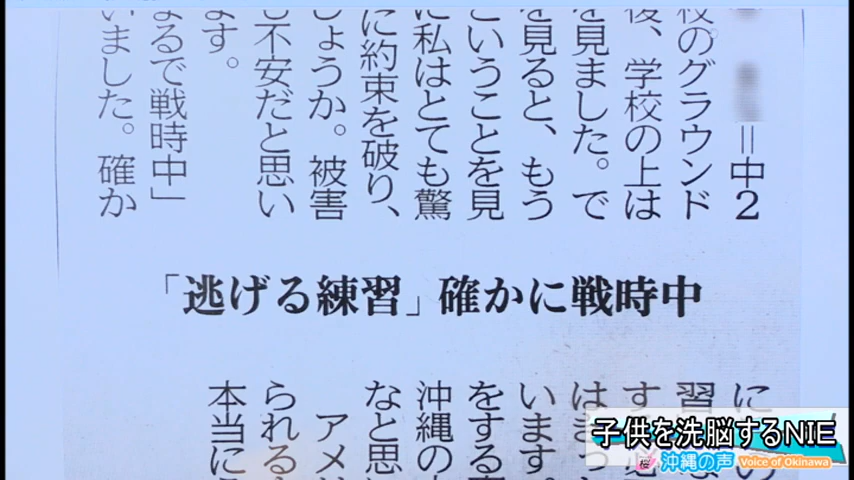 ＝中２
校のグラウンド
後、学校の上は
を見ました。で
を見ると、もう
ということを見
に私はとても驚
に約束を破り、
しょうか。被害
も不安だと思い
ます。
まるで戦時中」
いました。確か
「逃げる練習」確かに戦時中
に
習
す
はきっ
います。
をする
沖縄の
なと思
アメリ
られる
本当に
子供を洗脳するNIE
桜 沖縄の声 Voice of Okinawa